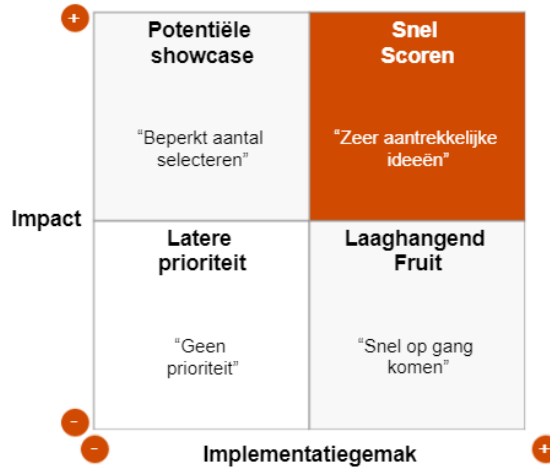 +
Potentiële
showcase
“Beperkt aantal
selecteren”
Snel
Scoren
“Zeer aantrekkelijke
ideeën”
Impact
Latere
prioriteit
“Geen
prioriteit”
Laaghangend
Fruit
“Snel op gang
komen”
-
-
Implementatiegemak
+